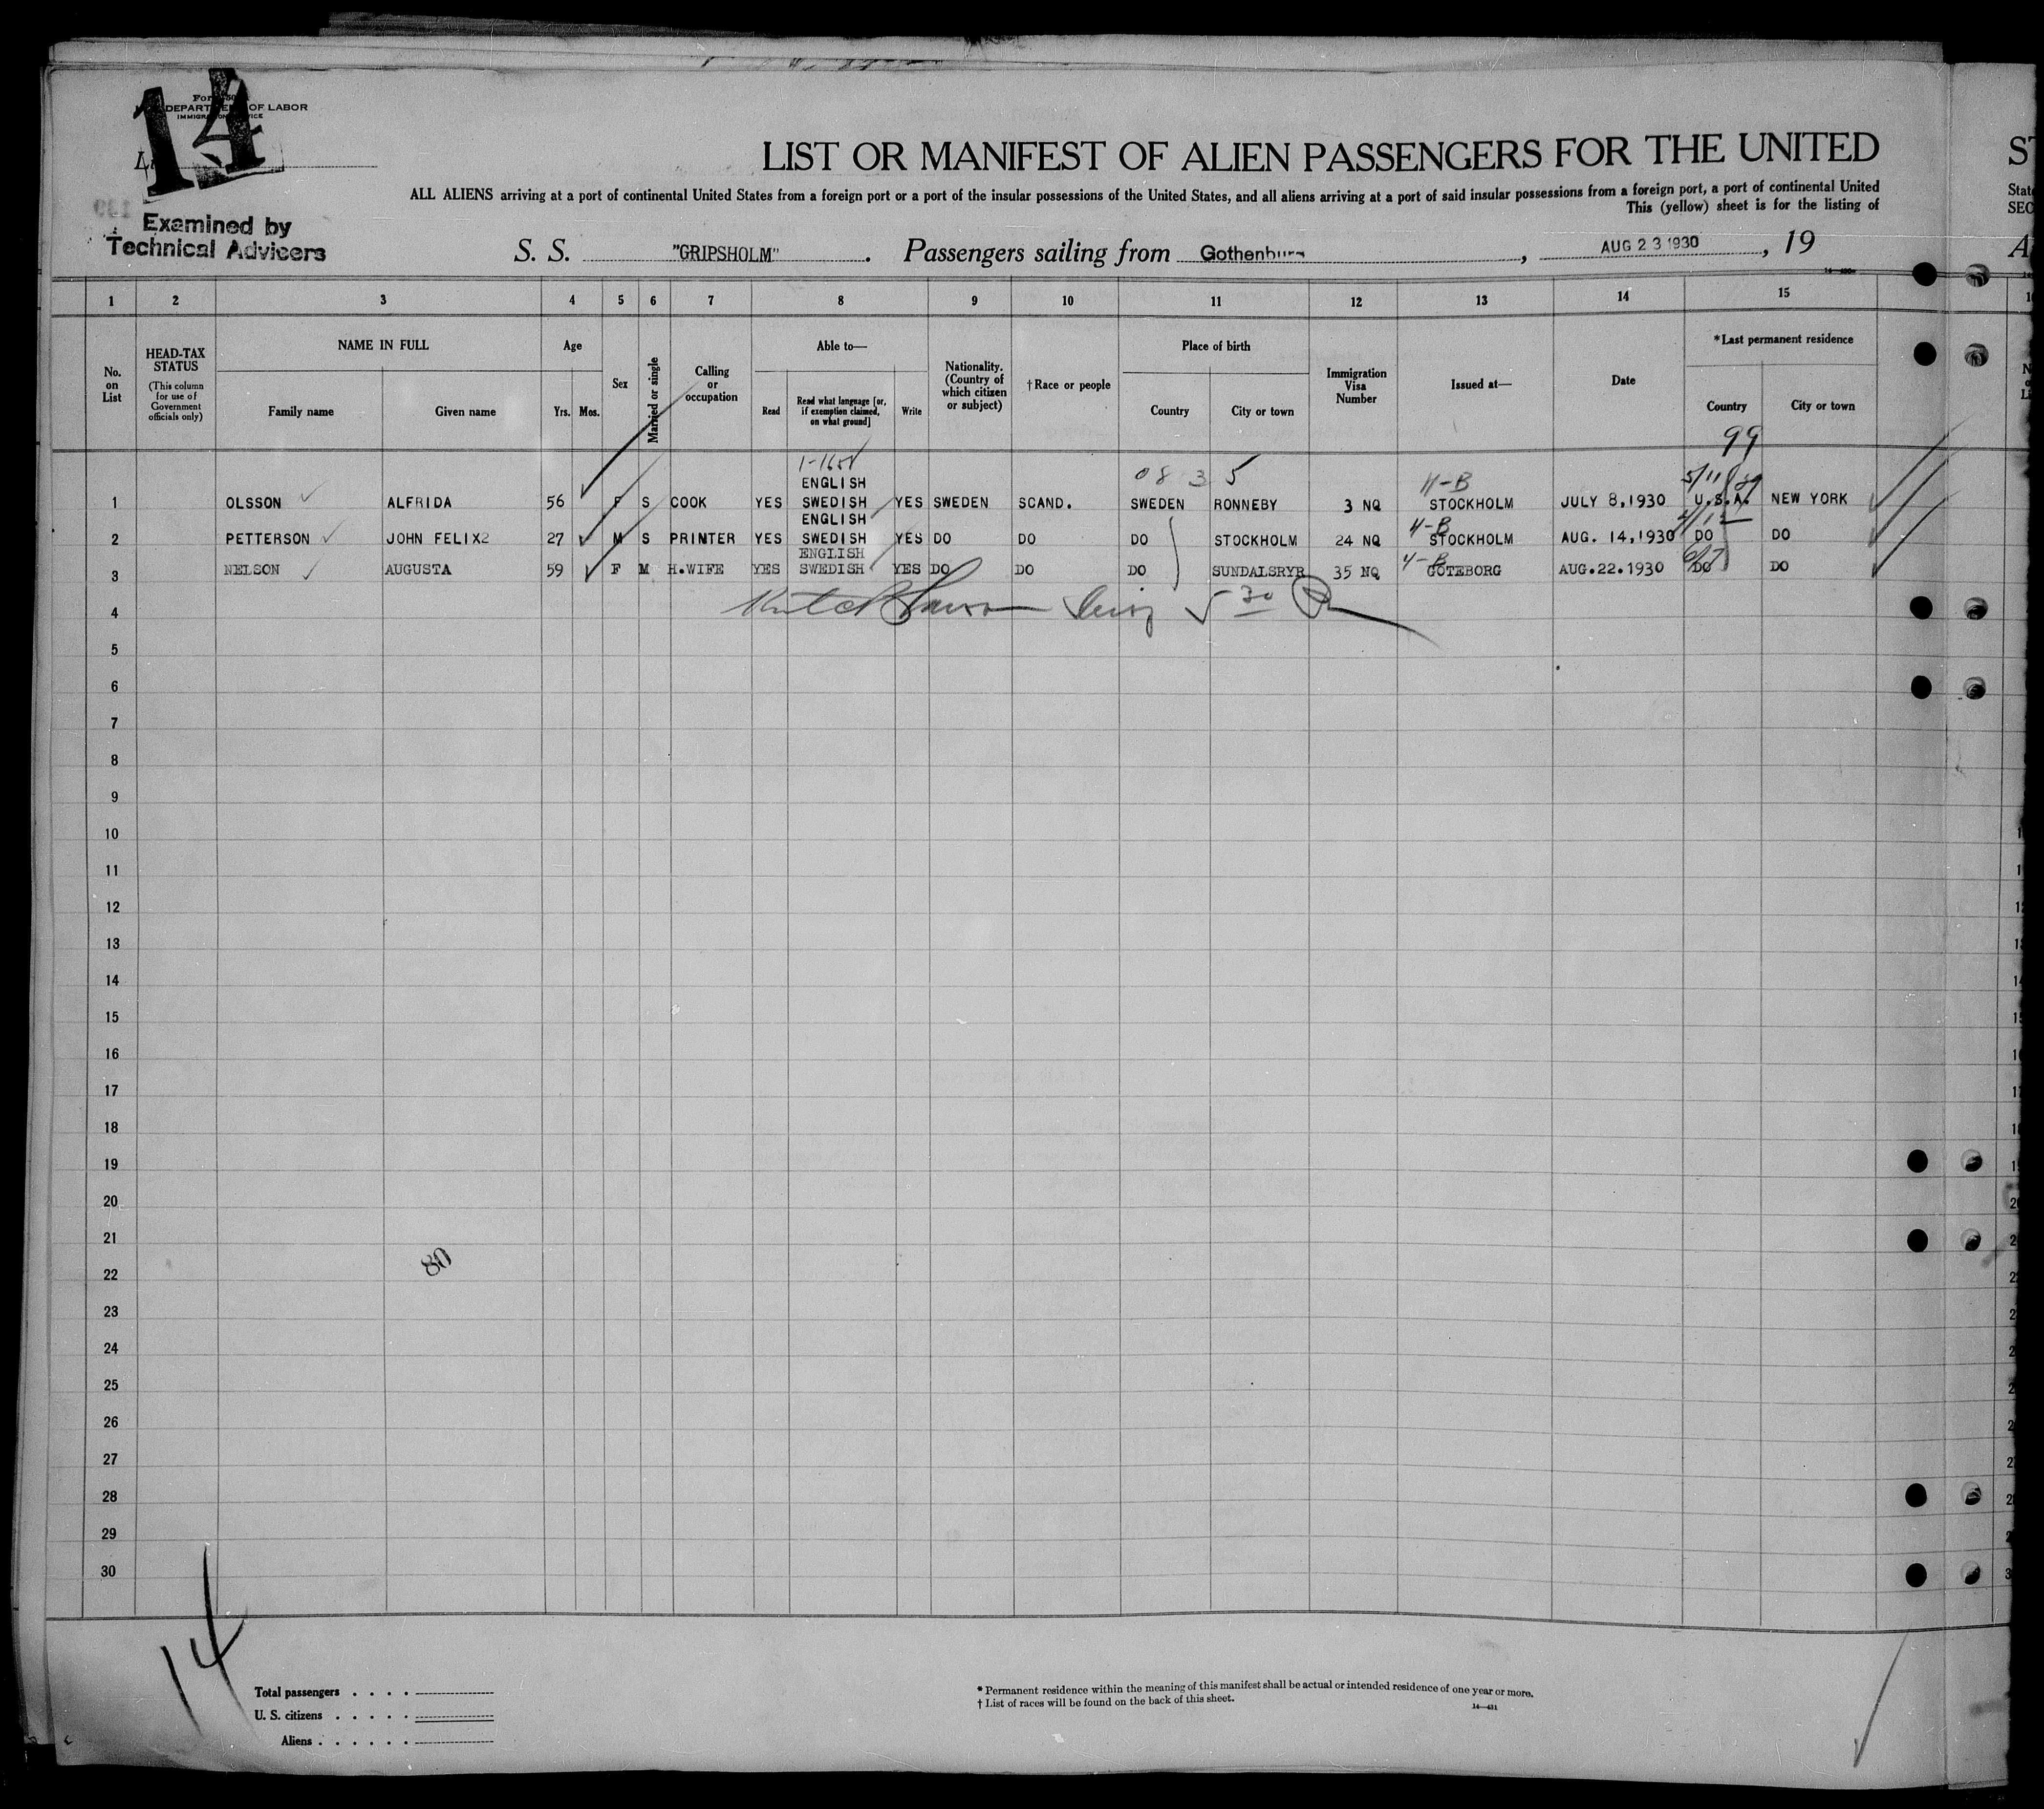 14
DEPARTMENT OF LABOR
LIST OR MANIFEST OF ALIEN PASSENGERS FOR THE UNITED
ALL ALIENS arriving at a port of continental United States from a foreign port or a port of the insular possessions of the United States, and all aliens arriving at a port of said insular possessions from a foreign port, a port of continental United
This (yellow) sheet is for the listing of
Examined by
Technical Advicers
S. S. "GRIPSHOLM". Passengers sailing from Gothenburg, AUG 23 1930, 19
1 2 3 4 5 6 7 8 9 10 11 12 13 14 15
No. on List
HEAD-TAX STATUS
(This column for use of Government officials only)
NAME IN FULL
Family name Given name
Age
Yrs. Mos.
Sex
Married or single
Calling or occupation
Able to—
Read
Read what language [or, if exemption claimed, on what ground]
Write
Nationality. (Country of which citizen or subject)
†Race or people
Place of birth
Country City or town
Immigration Visa Number
Issued at—
Date
*Last permanent residence
Country City or town
99
08 3 5
1 OLSSON ALFRIDA 56 F S COOK YES ENGLISH SWEDISH YES SWEDEN SCAND. SWEDEN RONNEBY 3 NQ 4-B STOCKHOLM JULY 8,1930 U.S.A. NEW YORK
2 PETTERSON JOHN FELIX2 27 M S PRINTER YES ENGLISH SWEDISH YES DO DO DO STOCKHOLM 24 NQ 4-B STOCKHOLM AUG. 14,1930 DO DO
3 NELSON AUGUSTA 59 F M H.WIFE YES ENGLISH SWEDISH YES DO DO DO SUNDALSRYR 35 NQ 4-B GOTEBORG AUG.22.1930 DO DO
4
5
6
7
8
9
10
11
12
13
14
15
16
17
18
19
20
21
22
23
24
25
26
27
28
29
30
80
14
Total passengers
U. S. citizens
Aliens
* Permanent residence within the meaning of this manifest shall be actual or intended residence of one year or more.
† List of races will be found on the back of this sheet.
14—431